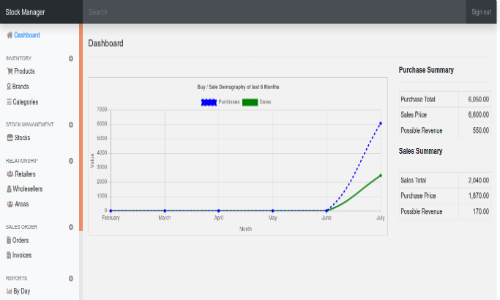 Stock Manager
Search
Sign out
Dashboard
INVENTORY
Products
Brands
Categories
STOCK MANAGEMENT
Stocks
RELATIONSHIP
Retailers
Wholesellers
Areas
SALES ORDER
Orders
Invoices
REPORTS
By Day
Dashboard
Buy / Sale Demography of last 6 Months
Purchases Sales
7000
6000
5000
4000
3000
2000
1000
0
Value
February March April May June July
Month
Purchase Summary
Purchase Total 6,050.00
Sales Price 6,600.00
Possible Revenue 550.00
Sales Summary
Sales Total 2,040.00
Purchase Price 1,870.00
Possible Revenue 170.00